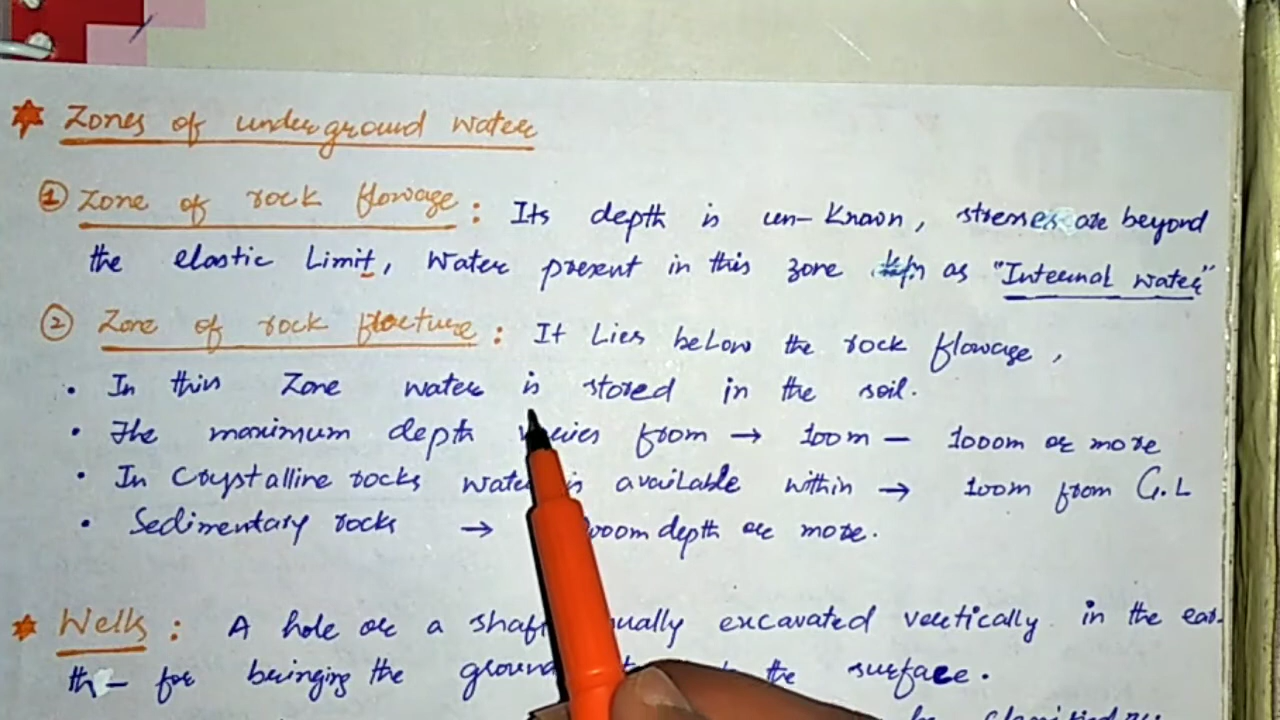 Zones of underground water
① Zone of rock flowage : Its depth is un-known, stresses are beyond
the elastic limit, water present in this zone as "Internal water"
② Zone of rock fracture : It lies below the rock flowage,
• In this zone water is stored in the soil.
• The maximum depth varies from → 100m – 1000m or more
• In crystalline rocks water is available within → 100m from G.L
• Sedimentary rocks → depth or more.
Wells : A hole or a shaft excavated vertically in the ear-
th- for bringing the the surface.